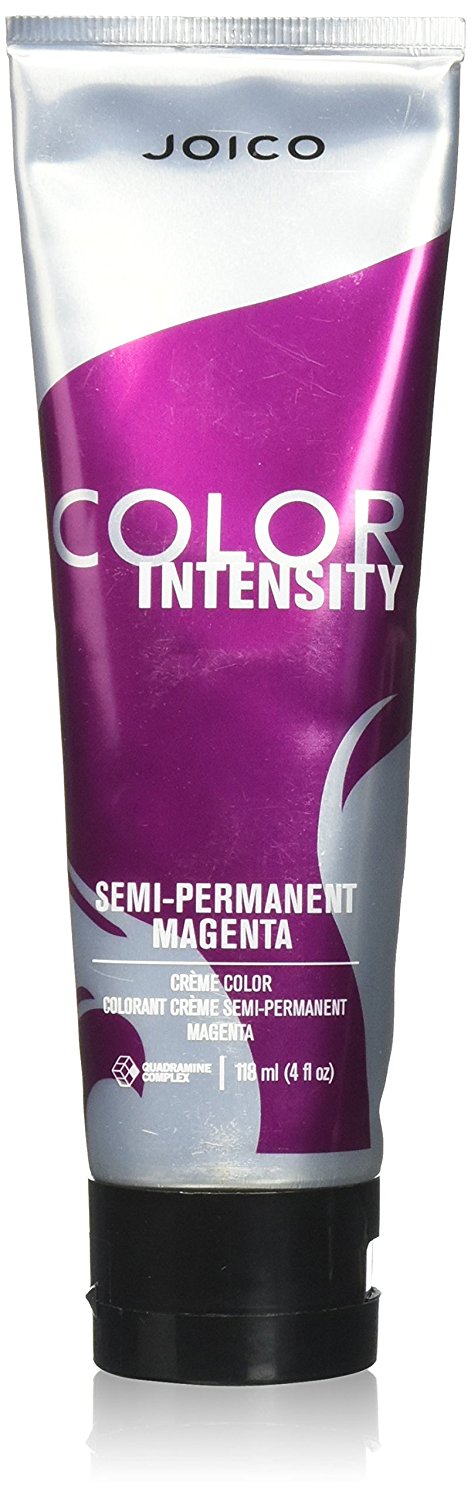 JOICO
COLOR
INTENSITY
SEMI-PERMANENT
MAGENTA
CRÈME COLOR
COLORANT CRÈME SEMI-PERMANENT
MAGENTA
QUADRAMINE
COMPLEX
118 ml (4 fl oz)